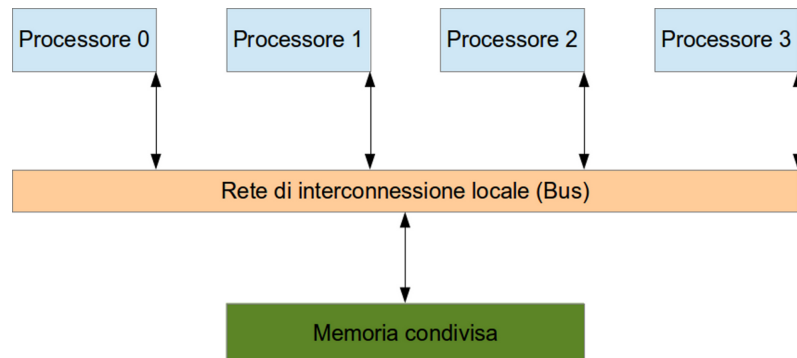 Processore 0
Processore 1
Processore 2
Processore 3
Rete di interconnessione locale (Bus)
Memoria condivisa